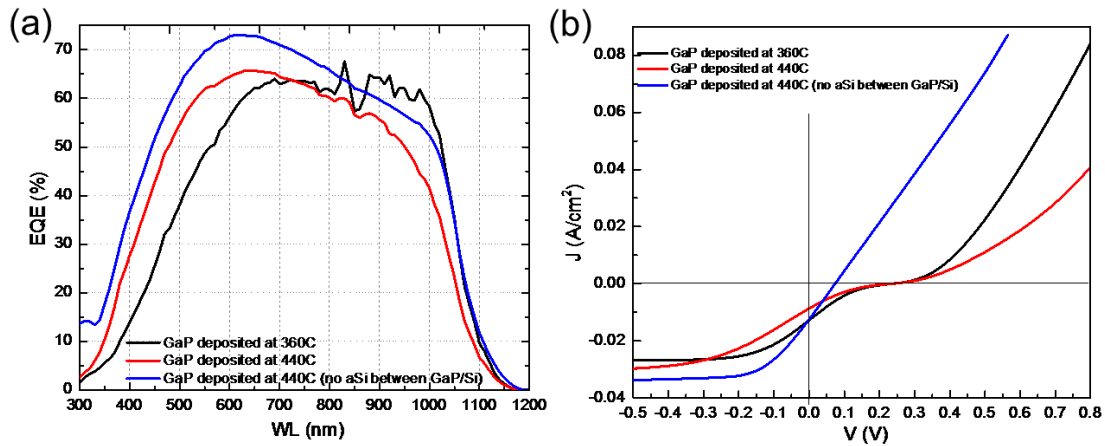 (a)
EQE (%)
70
60
50
40
30
20
10
0
GaP deposited at 360C
GaP deposited at 440C
GaP deposited at 440C (no aSi between GaP/Si)
300 400 500 600 700 800 900 1000 1100 1200
WL (nm)
(b)
J (A/cm²)
0.08
0.06
0.04
0.02
0.00
-0.02
-0.04
GaP deposited at 360C
GaP deposited at 440C
GaP deposited at 440C (no aSi between GaP/Si)
-0.5 -0.4 -0.3 -0.2 -0.1 0.0 0.1 0.2 0.3 0.4 0.5 0.6 0.7 0.8
V (V)